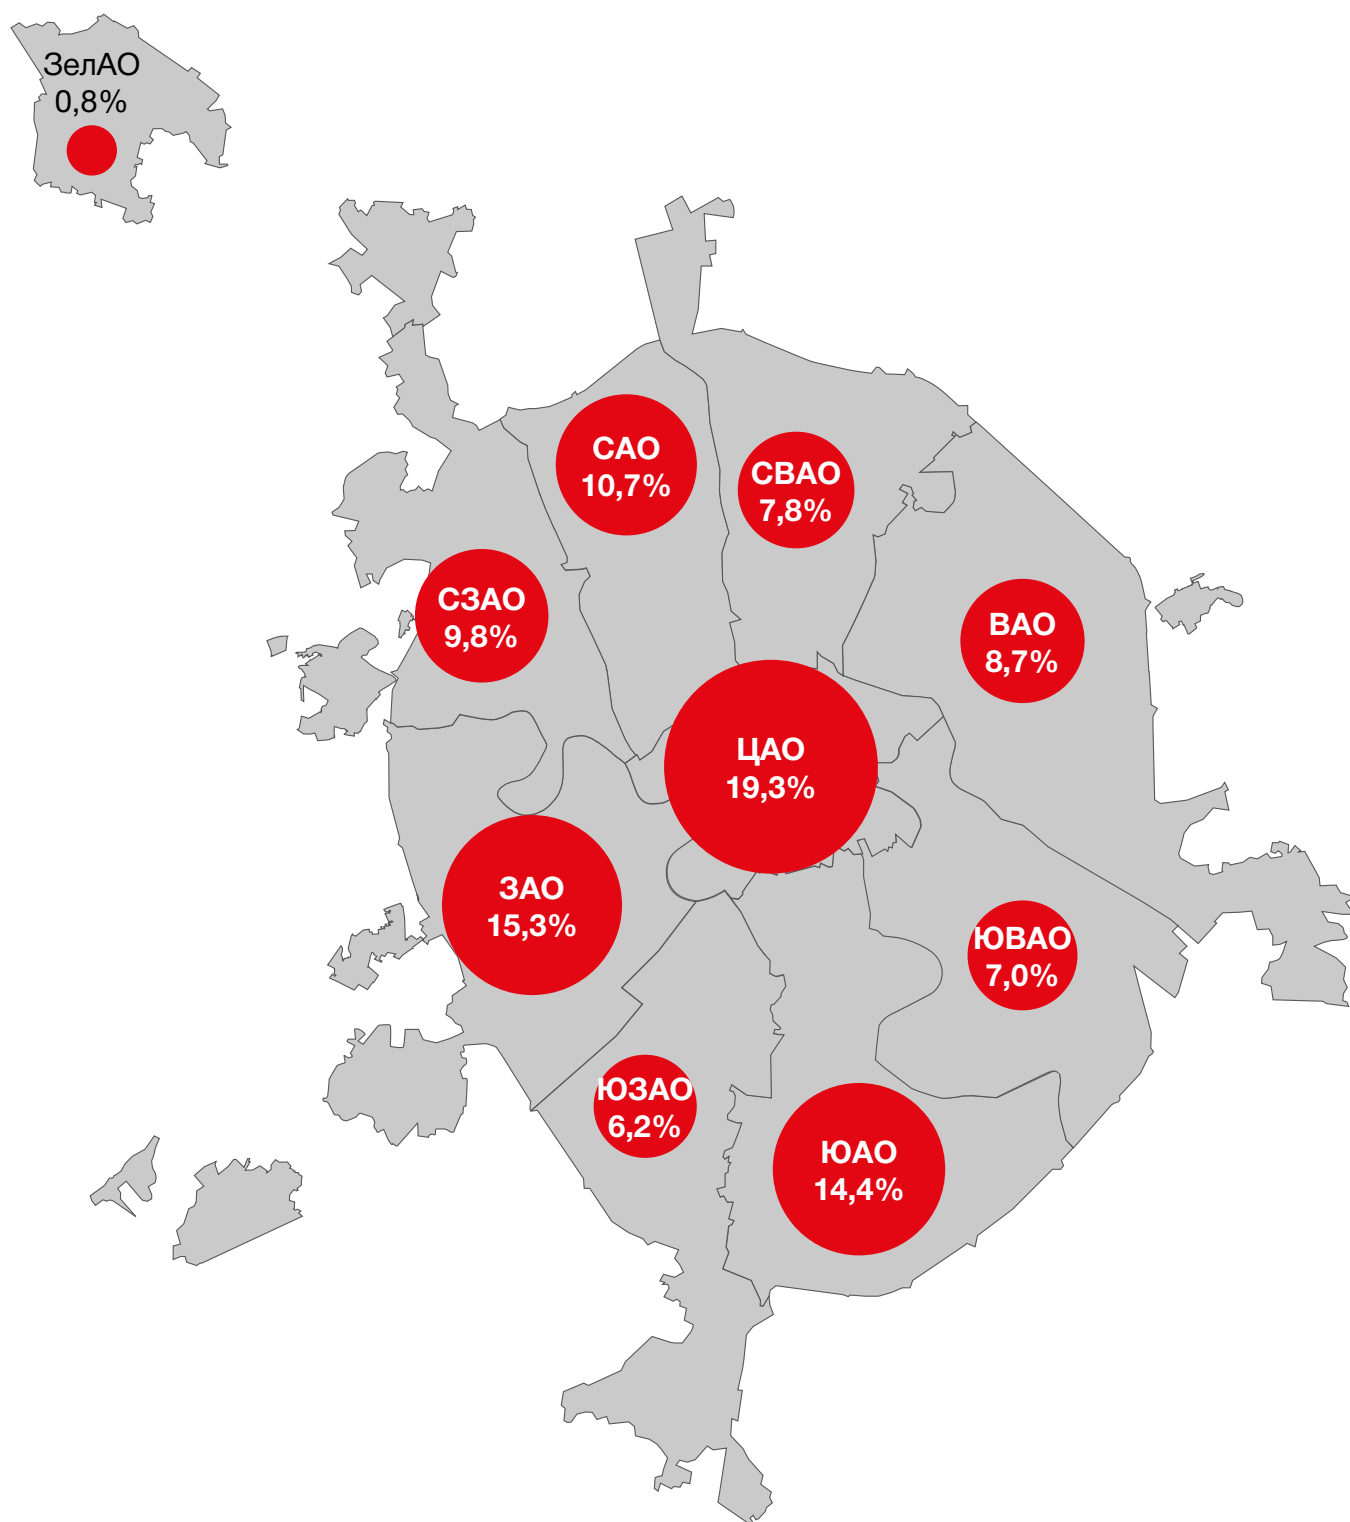 ЗелАО
0,8%
САО
10,7%
СВАО
7,8%
СЗАО
9,8%
ВАО
8,7%
ЦАО
19,3%
ЗАО
15,3%
ЮВАО
7,0%
ЮЗАО
6,2%
ЮАО
14,4%